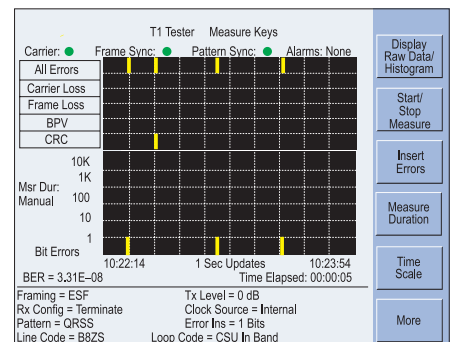 T1 Tester Measure Keys
Carrier: Frame Sync: Pattern Sync: Alarms: None
All Errors
Carrier Loss
Frame Loss
BPV
CRC
10K
1K
Msr Dur:
Manual
100
10
1
Bit Errors
10:22:14 1 Sec Updates 10:23:54
BER = 3.31E–08 Time Elapsed: 00:00:05
Framing = ESF Tx Level = 0 dB
Rx Config = Terminate Clock Source = Internal
Pattern = QRSS Error Ins = 1 Bits
Line Code = B8ZS Loop Code = CSU In Band
Display
Raw Data/
Histogram
Start/
Stop
Measure
Insert
Errors
Measure
Duration
Time
Scale
More